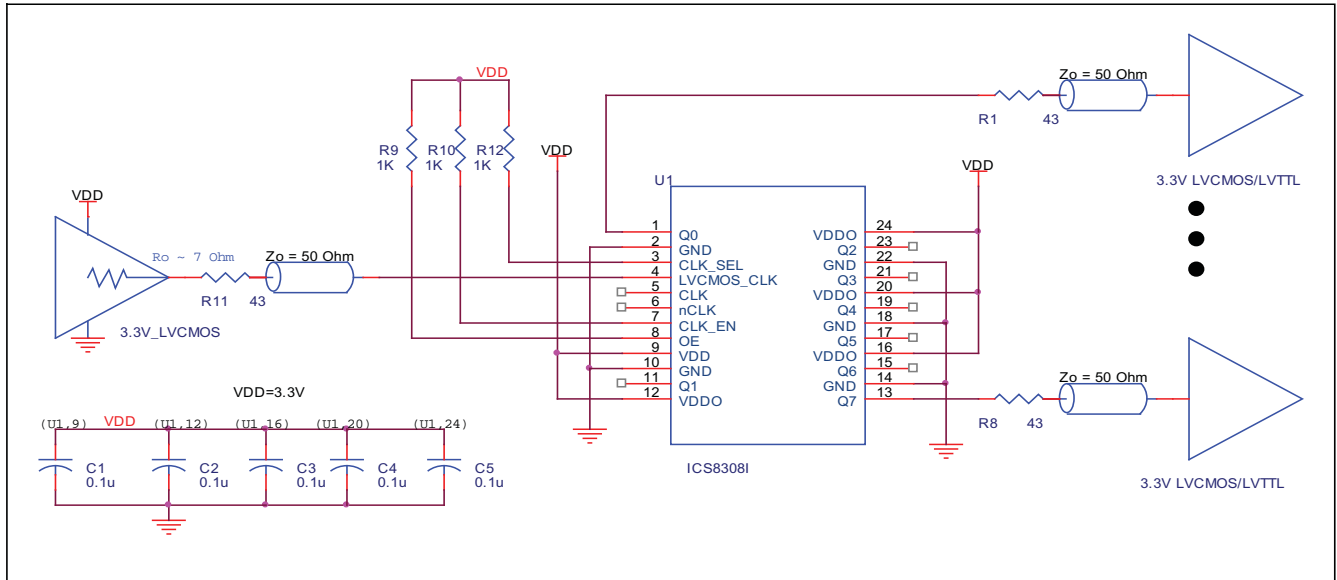 VDD
R9
1K
R10
1K
R12
1K
VDD
VDD
Ro ~ 7 Ohm
R11
43
Zo = 50 Ohm
3.3V_LVCMOS
U1
1
2
3
4
5
6
7
8
9
10
11
12
Q0
GND
CLK_SEL
LVCMOS_CLK
CLK
nCLK
CLK_EN
OE
VDD
GND
Q1
VDDO
VDDO
Q2
GND
Q3
VDDO
Q4
GND
Q5
VDDO
Q6
GND
Q7
24
23
22
21
20
19
18
17
16
15
14
13
ICS8308I
VDD
R1
43
Zo = 50 Ohm
3.3V LVCMOS/LVTTL
R8
43
Zo = 50 Ohm
3.3V LVCMOS/LVTTL
VDD=3.3V
(U1,9) VDD (U1,12) (U1,16) (U1,20) (U1,24)
C1
0.1u
C2
0.1u
C3
0.1u
C4
0.1u
C5
0.1u